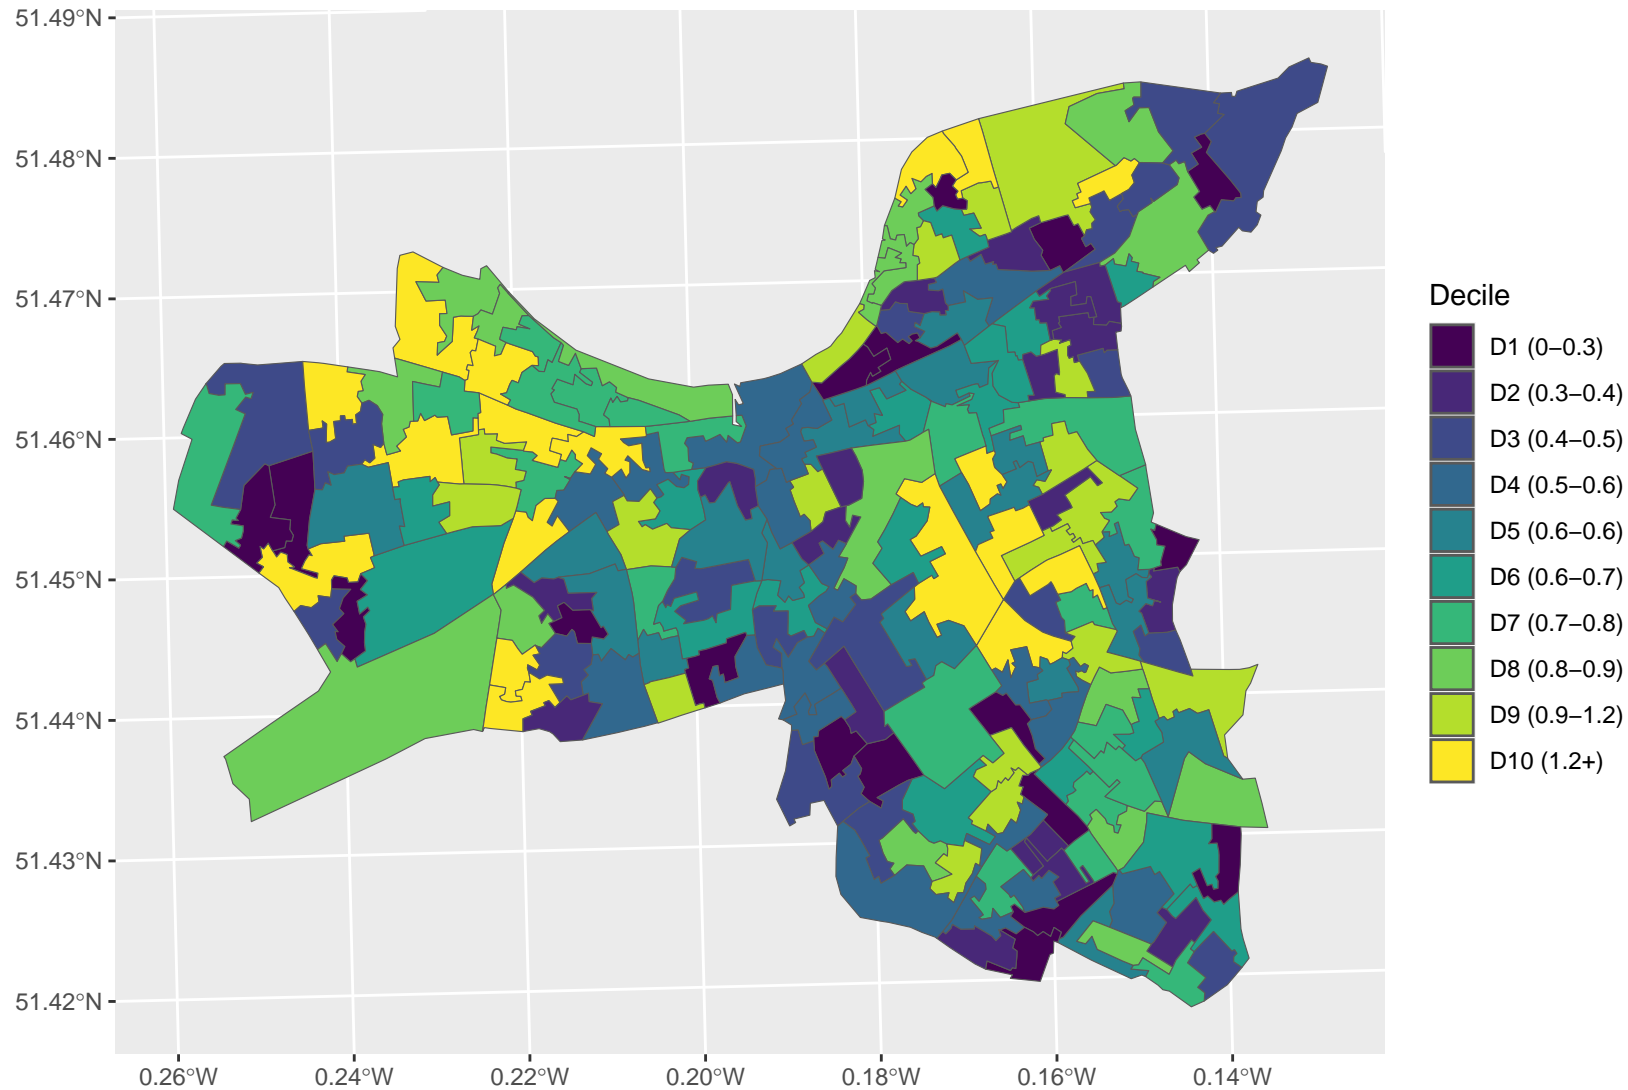 51.49°N
51.48°N
51.47°N
51.46°N
51.45°N
51.44°N
51.43°N
51.42°N
0.26°W 0.24°W 0.22°W 0.20°W 0.18°W 0.16°W 0.14°W
Decile
D1 (0−0.3)
D2 (0.3−0.4)
D3 (0.4−0.5)
D4 (0.5−0.6)
D5 (0.6−0.6)
D6 (0.6−0.7)
D7 (0.7−0.8)
D8 (0.8−0.9)
D9 (0.9−1.2)
D10 (1.2+)